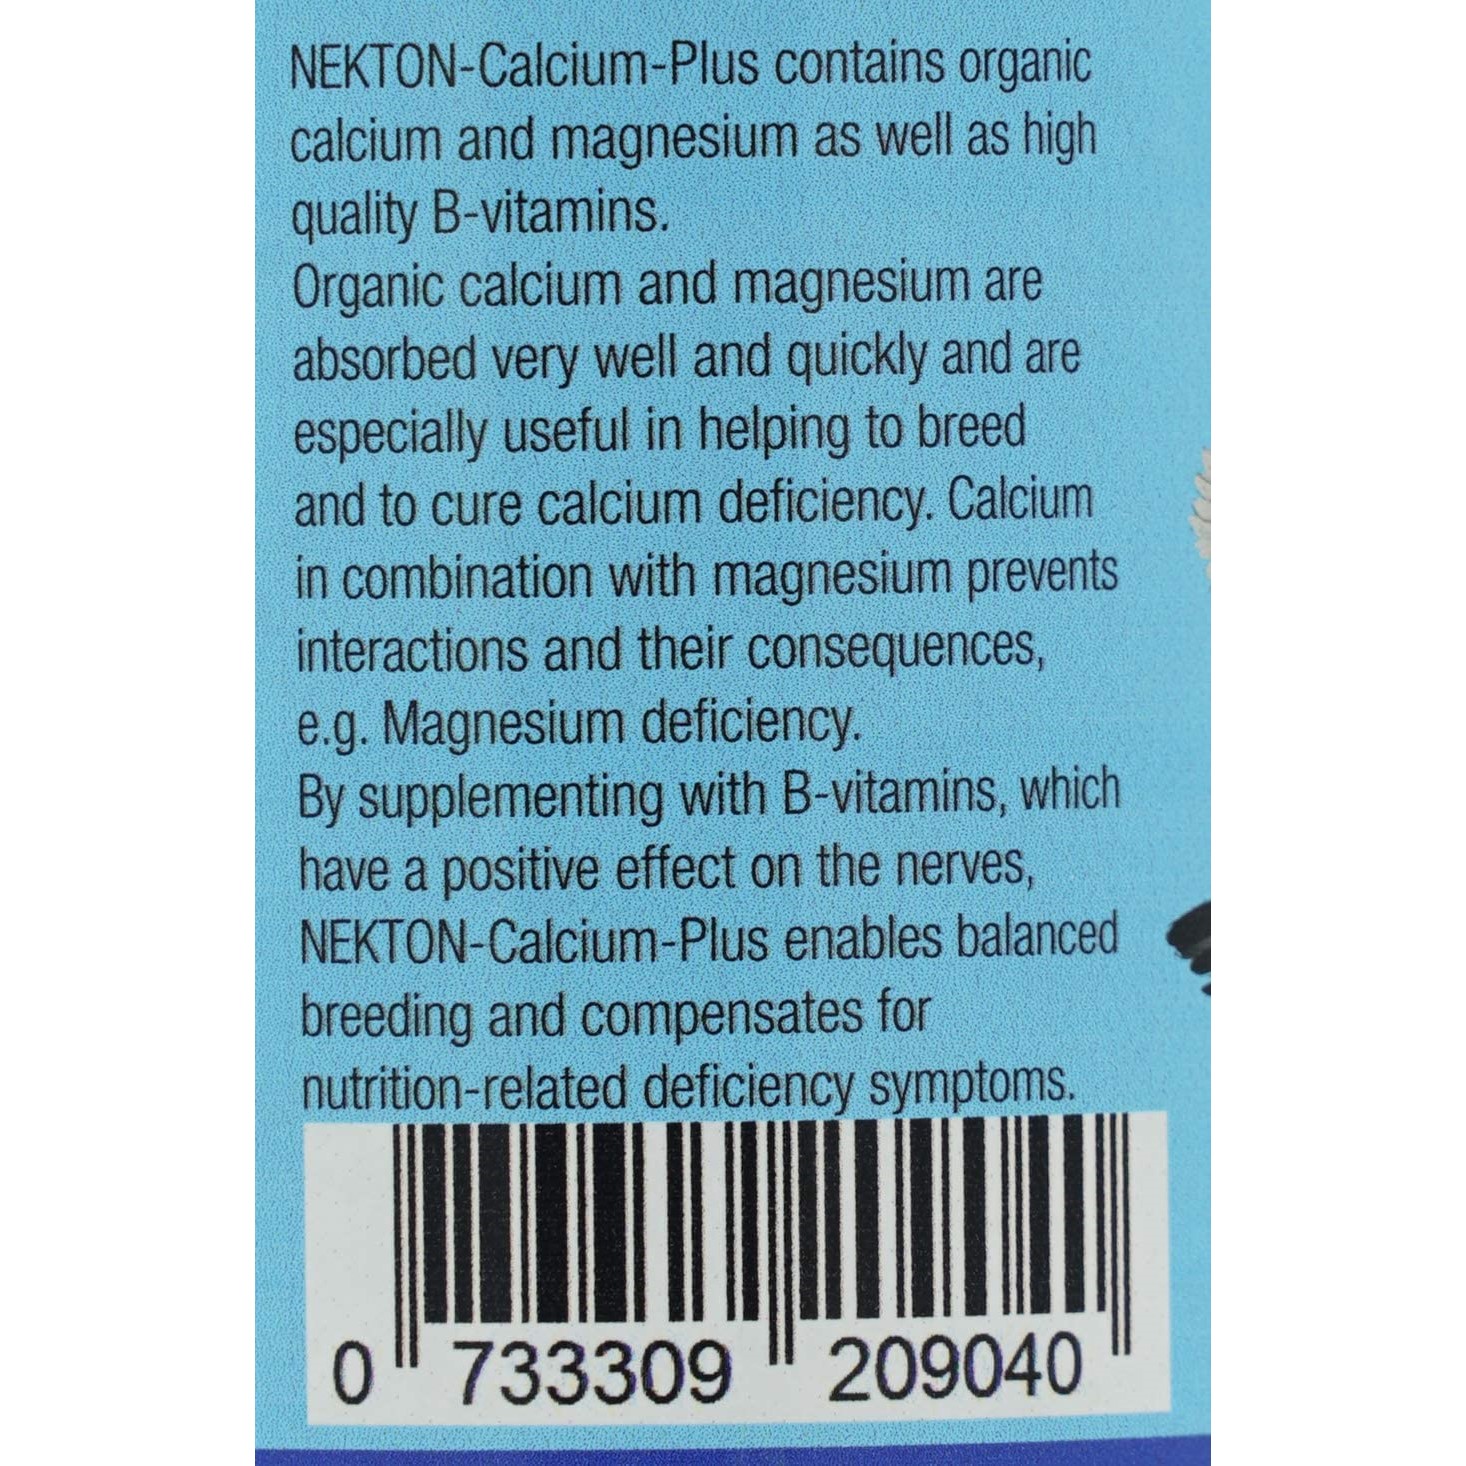 NEKTON-Calcium-Plus contains organic
calcium and magnesium as well as high
quality B-vitamins.
Organic calcium and magnesium are
absorbed very well and quickly and are
especially useful in helping to breed
and to cure calcium deficiency. Calcium
in combination with magnesium prevents
interactions and their consequences,
e.g. Magnesium deficiency.
By supplementing with B-vitamins, which
have a positive effect on the nerves,
NEKTON-Calcium-Plus enables balanced
breeding and compensates for
nutrition-related deficiency symptoms.
0 733309 209040